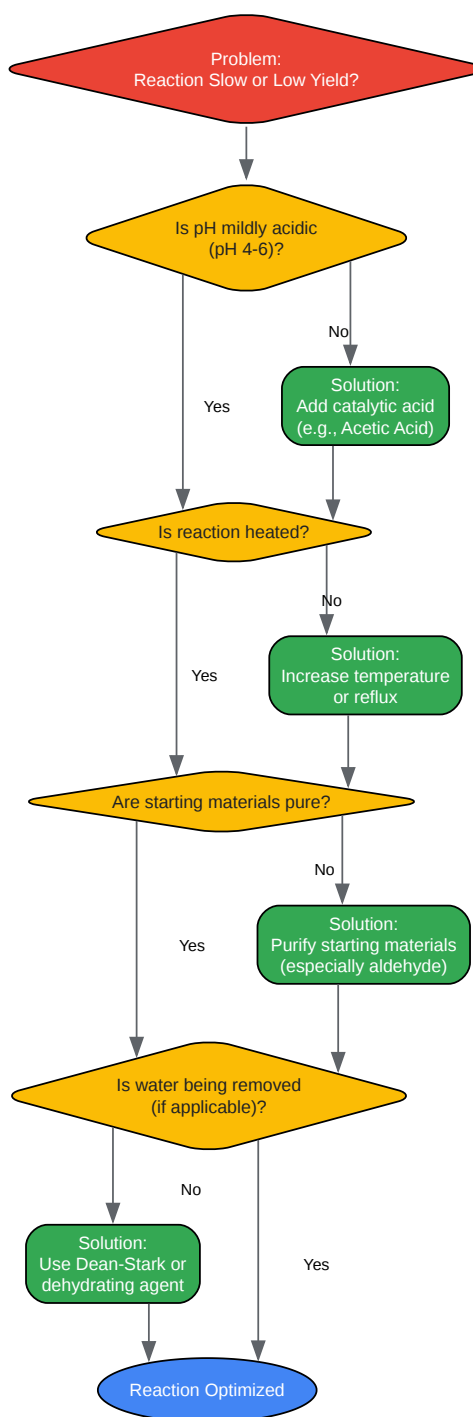 Problem:
Reaction Slow or Low Yield?
Is pH mildly acidic
(pH 4-6)?
No
Solution:
Add catalytic acid
(e.g., Acetic Acid)
Yes
Is reaction heated?
No
Solution:
Increase temperature
or reflux
Yes
Are starting materials pure?
No
Solution:
Purify starting materials
(especially aldehyde)
Yes
Is water being removed
(if applicable)?
No
Solution:
Use Dean-Stark or
dehydrating agent
Yes
Reaction Optimized